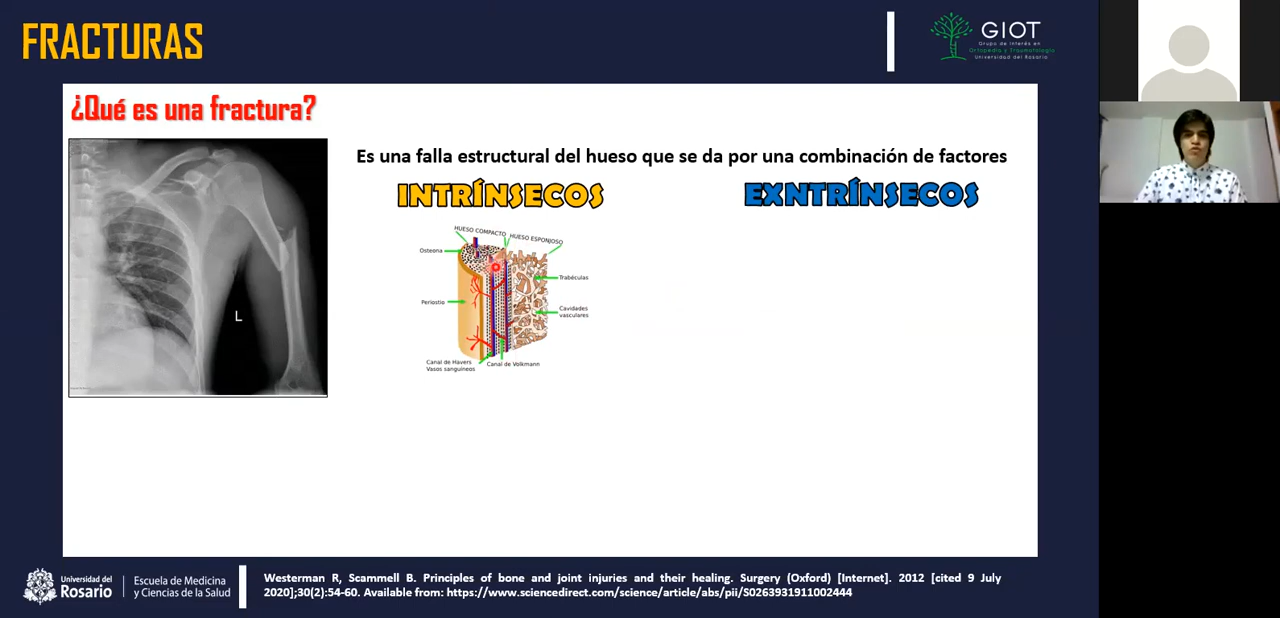 FRACTURAS
GIOT
Grupo de Interés en
Ortopedia y Traumatología
Universidad del Rosario
¿Qué es una fractura?
Es una falla estructural del hueso que se da por una combinación de factores
INTRÍNSECOS
EXNTRÍNSECOS
HUESO COMPACTO
HUESO ESPONJOSO
Osteona
Trabéculas
Periostio
Cavidades
vasculares
Canal de Havers
Vasos sanguíneos
Canal de Volkmann
L
Universidad del
Rosario
Escuela de Medicina
y Ciencias de la Salud
Westerman R, Scammell B. Principles of bone and joint injuries and their healing. Surgery (Oxford) [Internet]. 2012 [cited 9 July
2020];30(2):54-60. Available from: https://www.sciencedirect.com/science/article/abs/pii/S0263931911002444